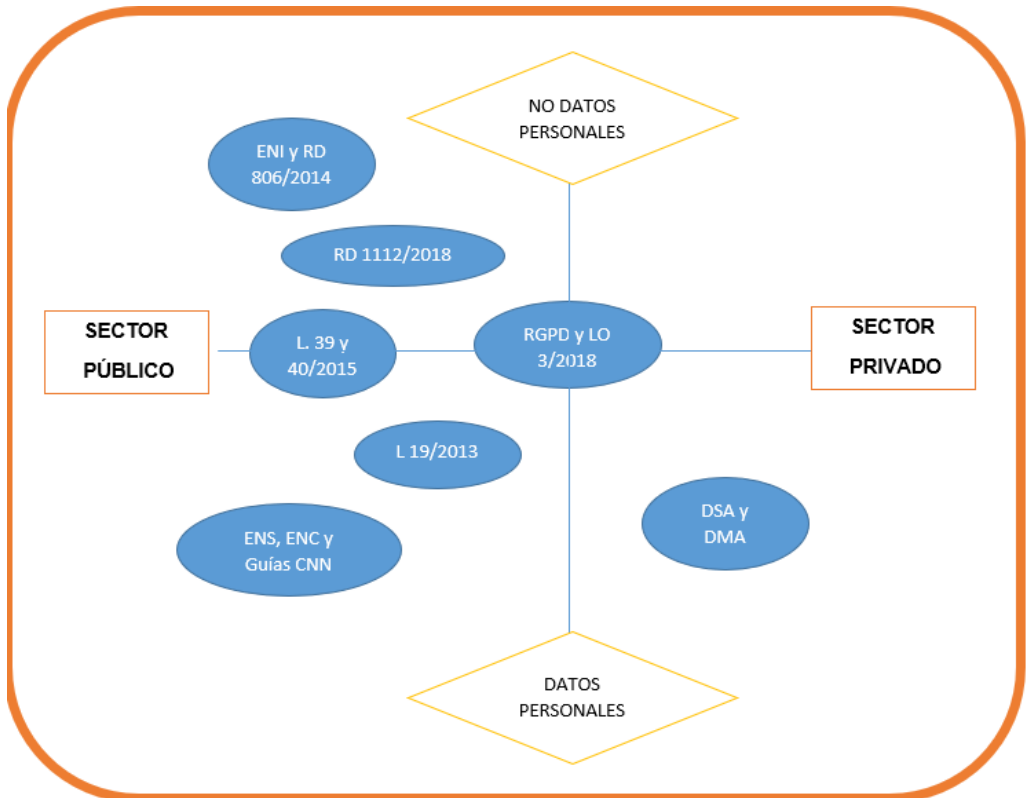 NO DATOS
PERSONALES
ENI y RD
806/2014
RD 1112/2018
SECTOR
PÚBLICO
L. 39 y
40/2015
RGPD y LO
3/2018
SECTOR
PRIVADO
L 19/2013
ENS, ENC y
Guías CNN
DSA y
DMA
DATOS
PERSONALES